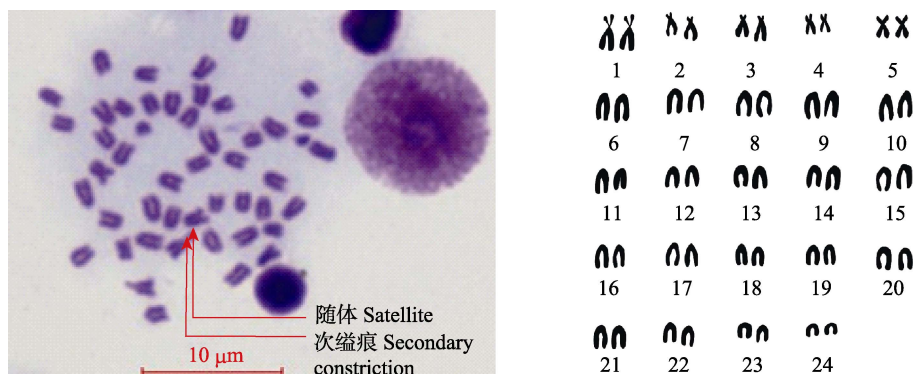 随体 Satellite
次缢痕 Secondary
constriction
10 μm
1 2 3 4 5
6 7 8 9 10
11 12 13 14 15
16 17 18 19 20
21 22 23 24